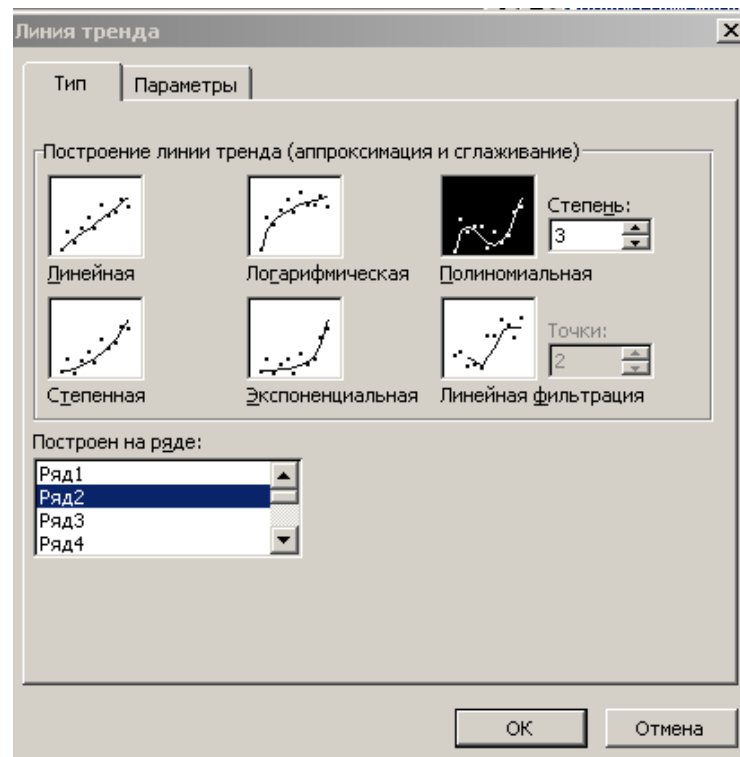 Линия тренда
Тип
Параметры
Построение линии тренда (аппроксимация и сглаживание)
Линейная
Логарифмическая
Полиномиальная
Степень:
3
Степенная
Экспоненциальная
Линейная фильтрация
Точки:
2
Построен на ряде:
Ряд1
Ряд2
Ряд3
Ряд4
ОК
Отмена